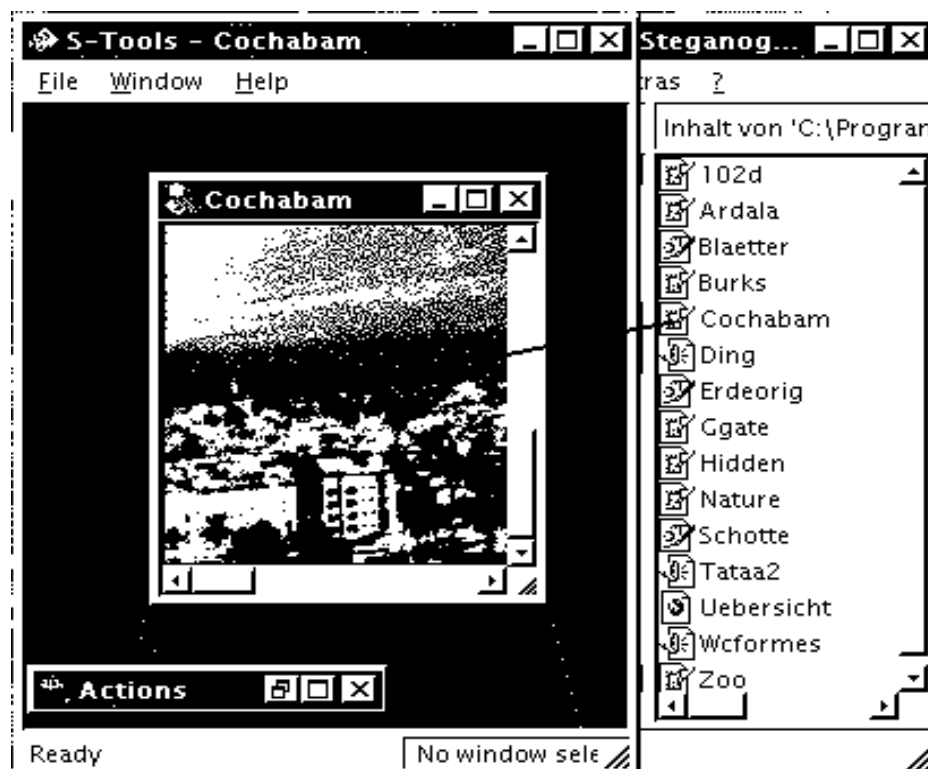 S-Tools - Cochabam
File Window Help
Cochabam
Actions
Ready
No window sele
Steganog...
tras ?
Inhalt von 'C:\Progran
102d
Ardala
Blaetter
Burks
Cochabam
Ding
Erdeorig
Ggate
Hidden
Nature
Schotte
Tataa2
Uebersicht
Wcformes
Zoo